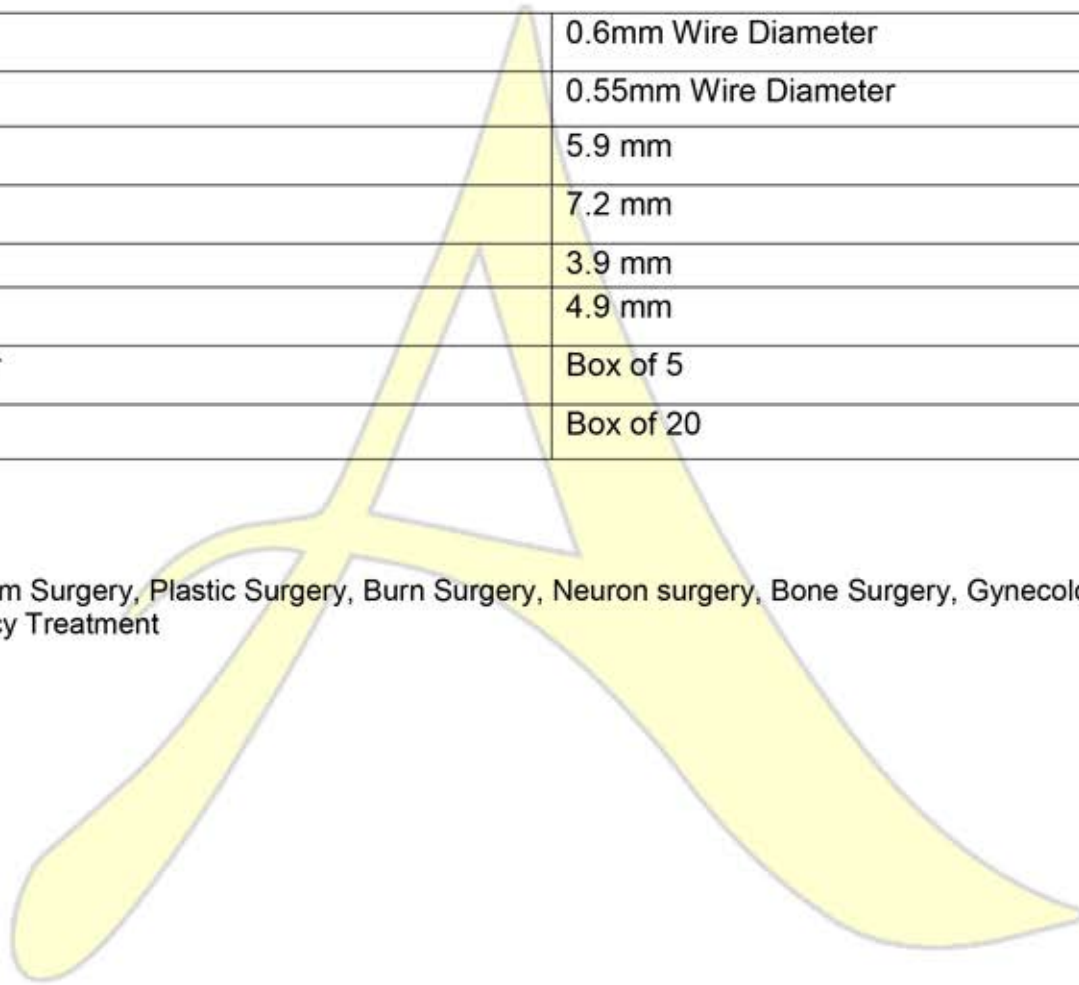 0.6mm Wire Diameter
0.55mm Wire Diameter
5.9 mm
7.2 mm
3.9 mm
4.9 mm
Box of 5
Box of 20
Surgery, Plastic Surgery, Burn Surgery, Neuron surgery, Bone Surgery,
Treatment